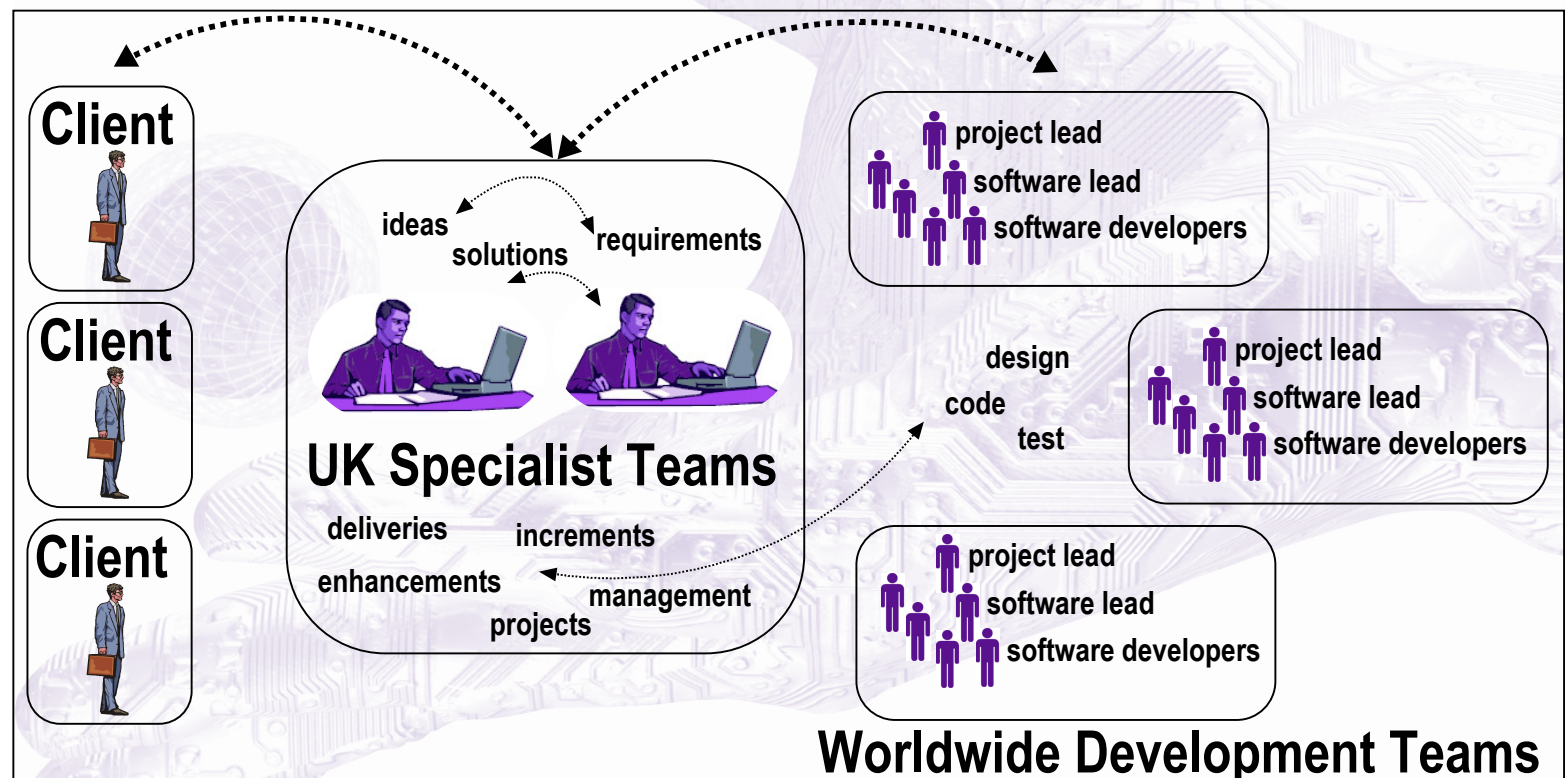 Client
Client
Client
ideas
requirements
solutions
UK Specialist Teams
deliveries
increments
enhancements
management
projects
project lead
software lead
software developers
design
code
test
project lead
software lead
software developers
project lead
software lead
software developers
Worldwide Development Teams